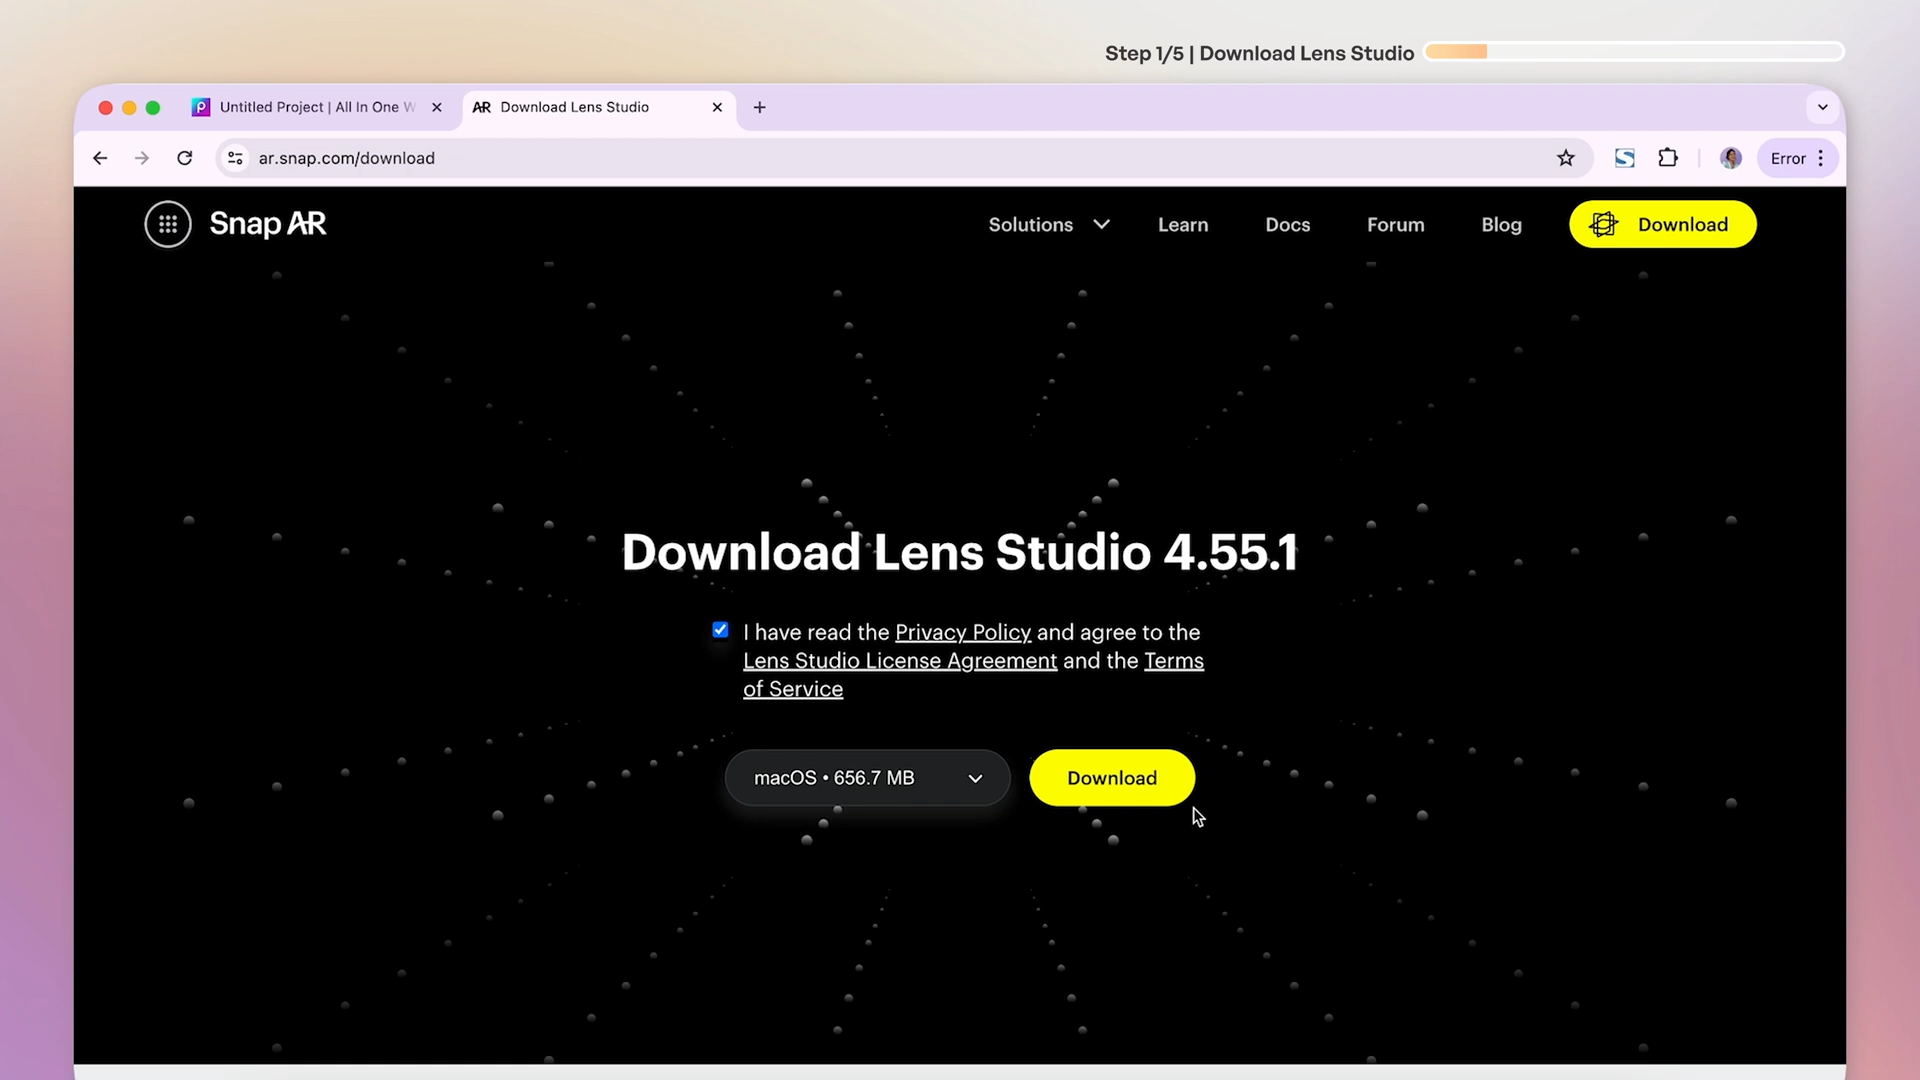 Step 1/5 | Download Lens Studio
Untitled Project | All In One W
AR Download Lens Studio
ar.snap.com/download
Error
Snap AR
Solutions
Learn
Docs
Forum
Blog
Download
Download Lens Studio 4.55.1
I have read the Privacy Policy and agree to the
Lens Studio License Agreement and the Terms
of Service
macOS • 656.7 MB
Download